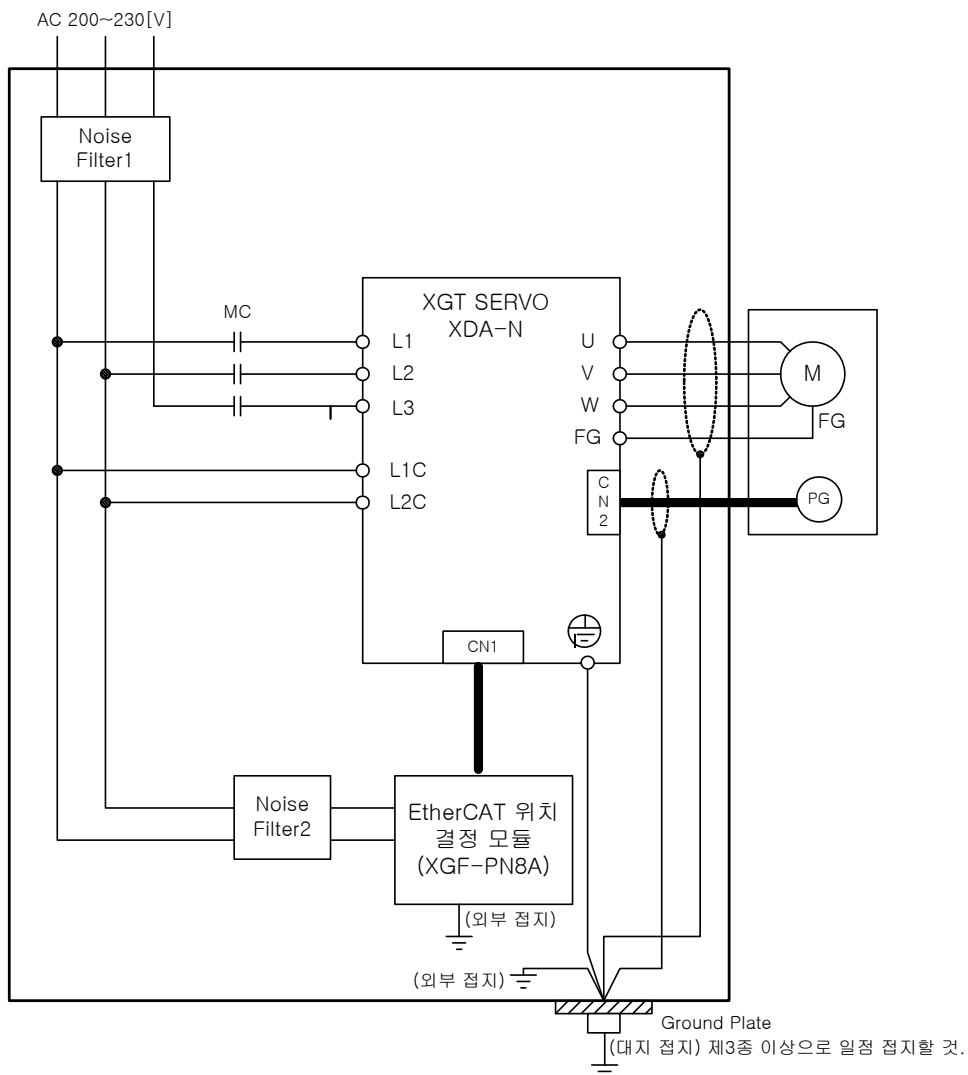 AC 200~230[V]
Noise
Filter1
MC
XGT SERVO
XDA-N
L1
L2
L3
L1C
L2C
U
V
W
FG
C
N
2
M
FG
PG
CN1
Noise
Filter2
EtherCAT 위치
결정 모듈
(XGF-PN8A)
(외부 접지)
(외부 접지)
Ground Plate
(대지 접지) 제3종 이상으로 일점 접지할 것.